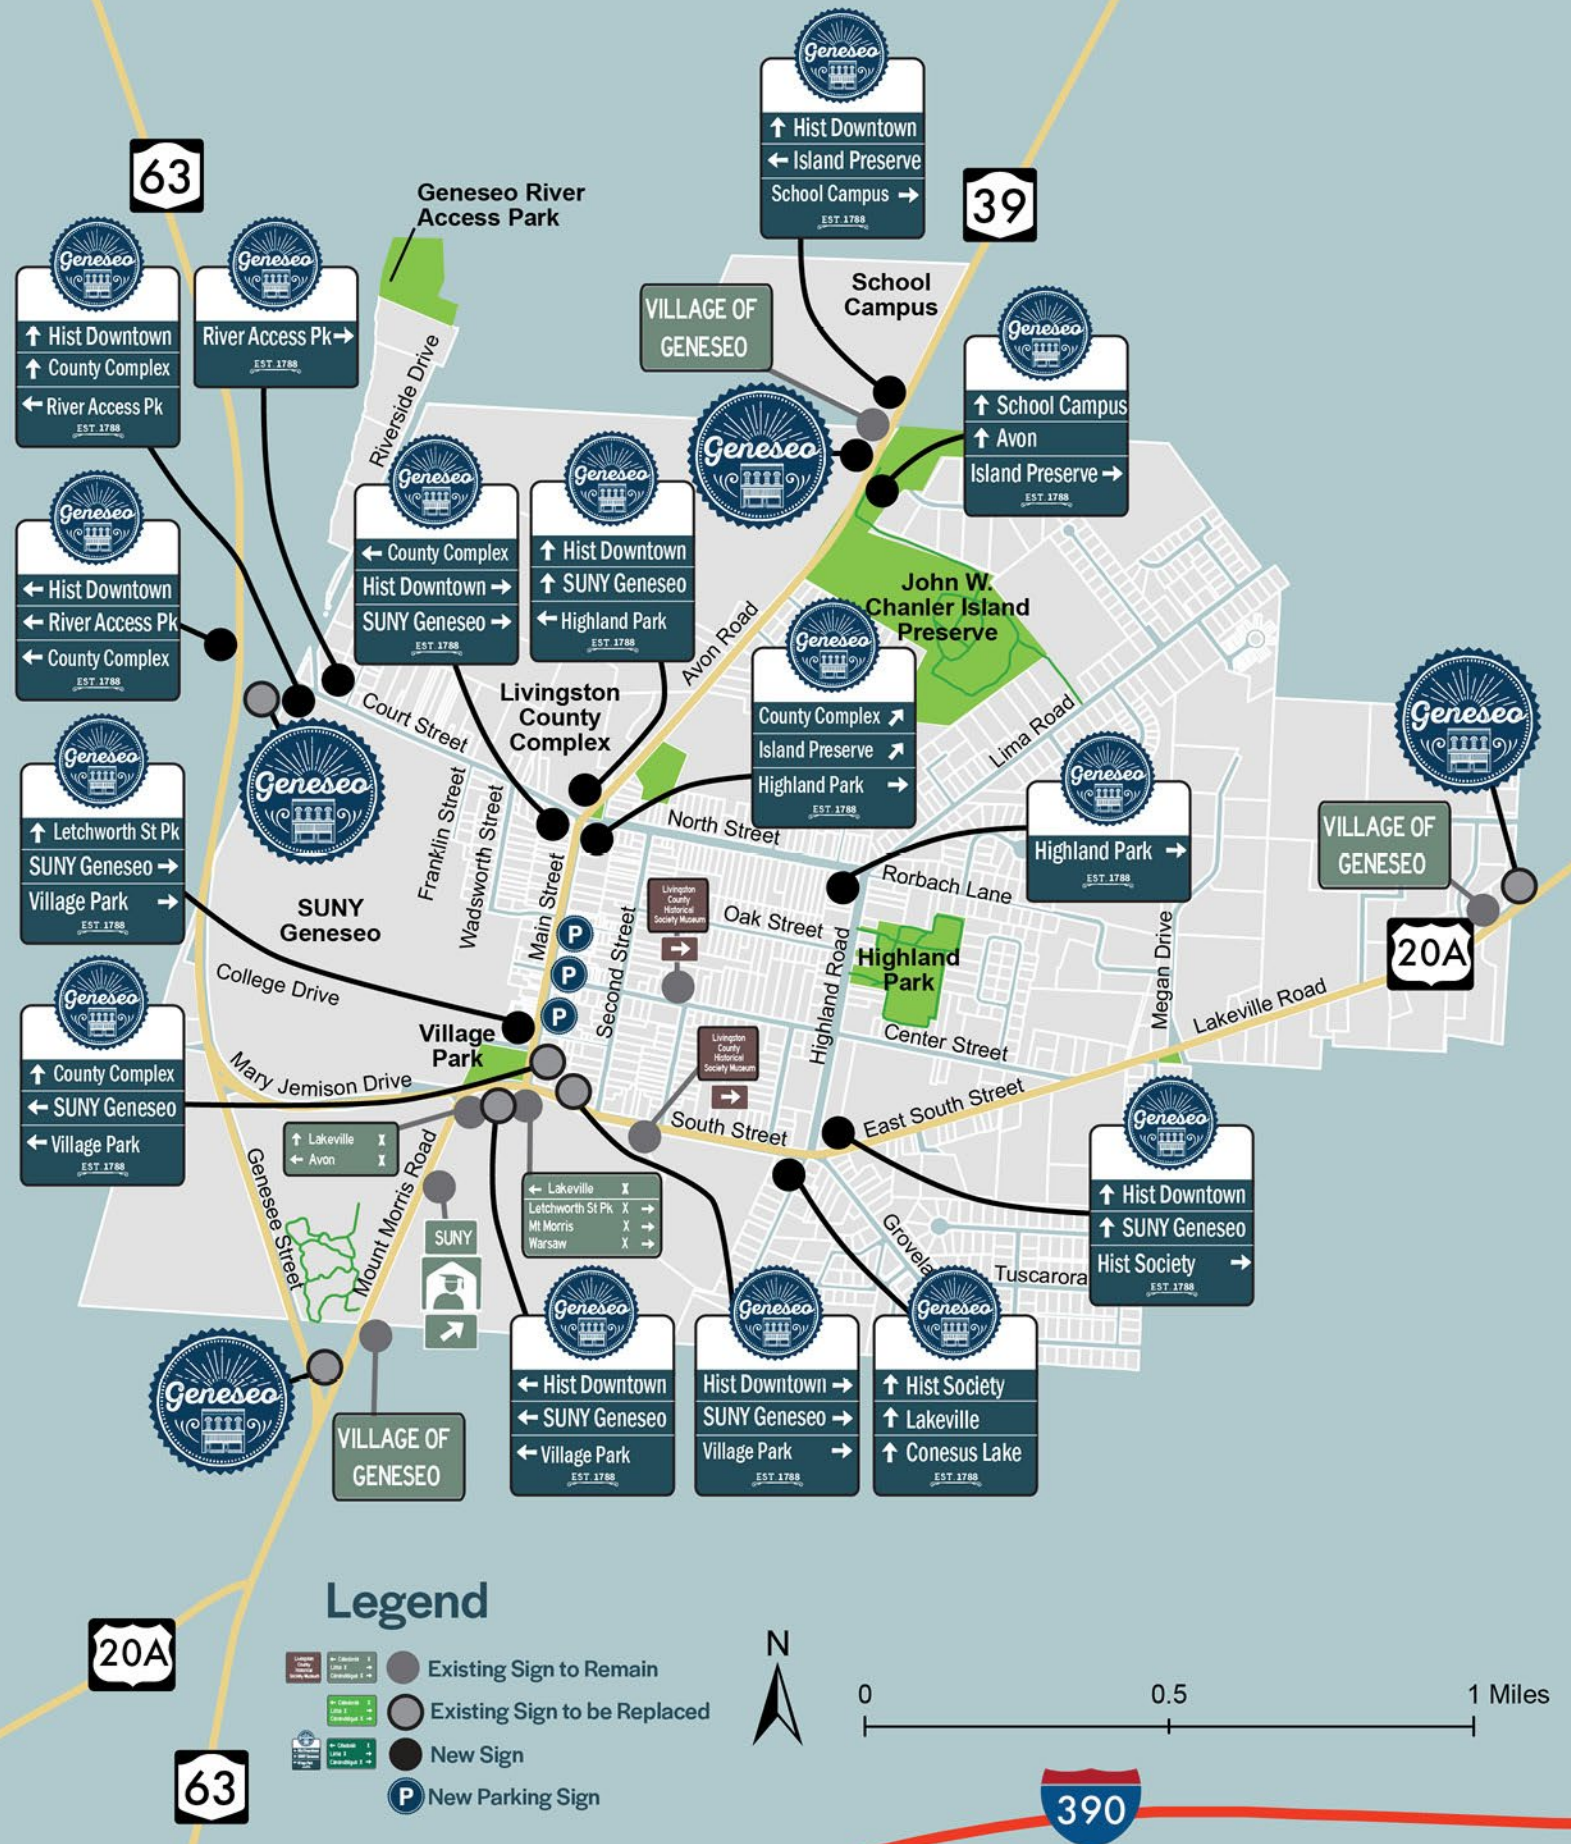 Geneseo
↑ Hist Downtown
← Island Preserve
School Campus →
EST. 1788
63
39
Geneseo River
Access Park
School
Campus
VILLAGE OF
GENESEO
Geneseo
↑ Hist Downtown
↑ County Complex
← River Access Pk
EST. 1788
Geneseo
River Access Pk→
EST. 1788
Geneseo
↑ School Campus
↑ Avon
Island Preserve →
EST. 1788
Riverside Drive
Geneseo
Geneseo
← County Complex
Hist Downtown →
SUNY Geneseo →
EST. 1788
Geneseo
↑ Hist Downtown
↑ SUNY Geneseo
← Highland Park
EST. 1788
Geneseo
← Hist Downtown
← River Access Pk
← County Complex
EST. 1788
John W.
Chanler Island
Preserve
Avon Road
Geneseo
County Complex ↗
Island Preserve ↗
Highland Park →
EST. 1788
Livingston
County
Complex
Court Street
Lima Road
Geneseo
Geneseo
Geneseo
↑ Letchworth St Pk
SUNY Geneseo →
Village Park →
EST. 1788
Geneseo
Highland Park →
EST. 1788
VILLAGE OF
GENESEO
20A
Franklin Street
Wadsworth Street
Main Street
North Street
Rorbach Lane
Livingston
County
Historical
Society Museum
→
Oak Street
Second Street
SUNY
Geneseo
P
P
P
Highland
Park
Highland Road
Megan Drive
Lakeville Road
College Drive
Village
Park
Center Street
Livingston
County
Historical
Society Museum
→
Geneseo
↑ County Complex
← SUNY Geneseo
← Village Park
EST. 1788
Mary Jemison Drive
South Street
East South Street
Geneseo
↑ Hist Downtown
↑ SUNY Geneseo
Hist Society →
EST. 1788
↑ Lakeville X
← Avon X
Genesee Street
Mount Morris Road
← Lakeville X
Letchworth St Pk X →
Mt Morris X →
Warsaw X →
SUNY
↗
Grovela
Tuscarora
Geneseo
VILLAGE OF
GENESEO
Geneseo
← Hist Downtown
← SUNY Geneseo
← Village Park
EST. 1788
Geneseo
Hist Downtown →
SUNY Geneseo →
Village Park →
EST. 1788
Geneseo
↑ Hist Society
↑ Lakeville
↑ Conesus Lake
EST. 1788
20A
63
Legend
Existing Sign to Remain
Existing Sign to be Replaced
New Sign
P New Parking Sign
N
0 0.5 1 Miles
390